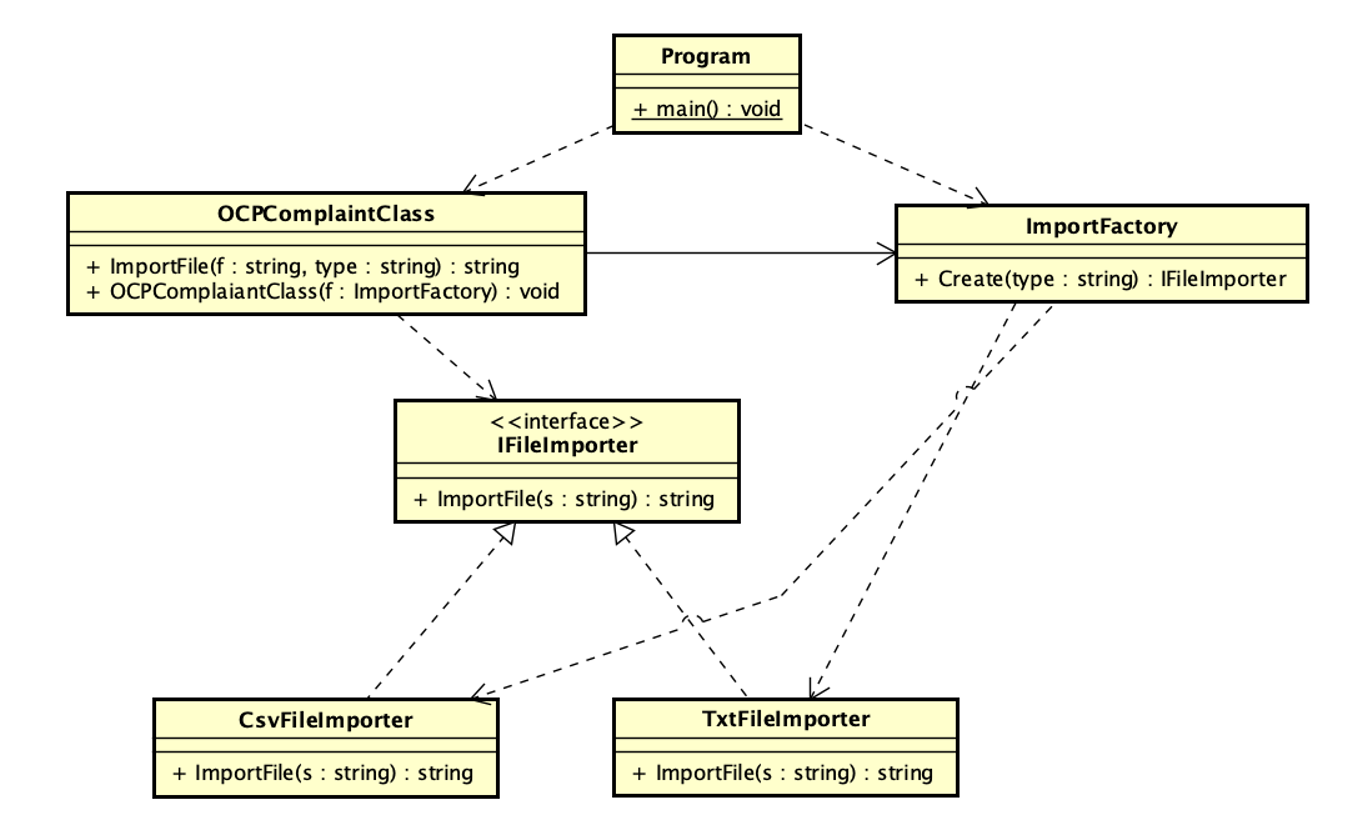 Program
+ main() : void
OCPComplaintClass
+ ImportFile(f : string, type : string) : string
+ OCPComplaiantClass(f : ImportFactory) : void
ImportFactory
+ Create(type : string) : IFileImporter
<<interface>>
IFileImporter
+ ImportFile(s : string) : string
CsvFileImporter
+ ImportFile(s : string) : string
TxtFileImporter
+ ImportFile(s : string) : string